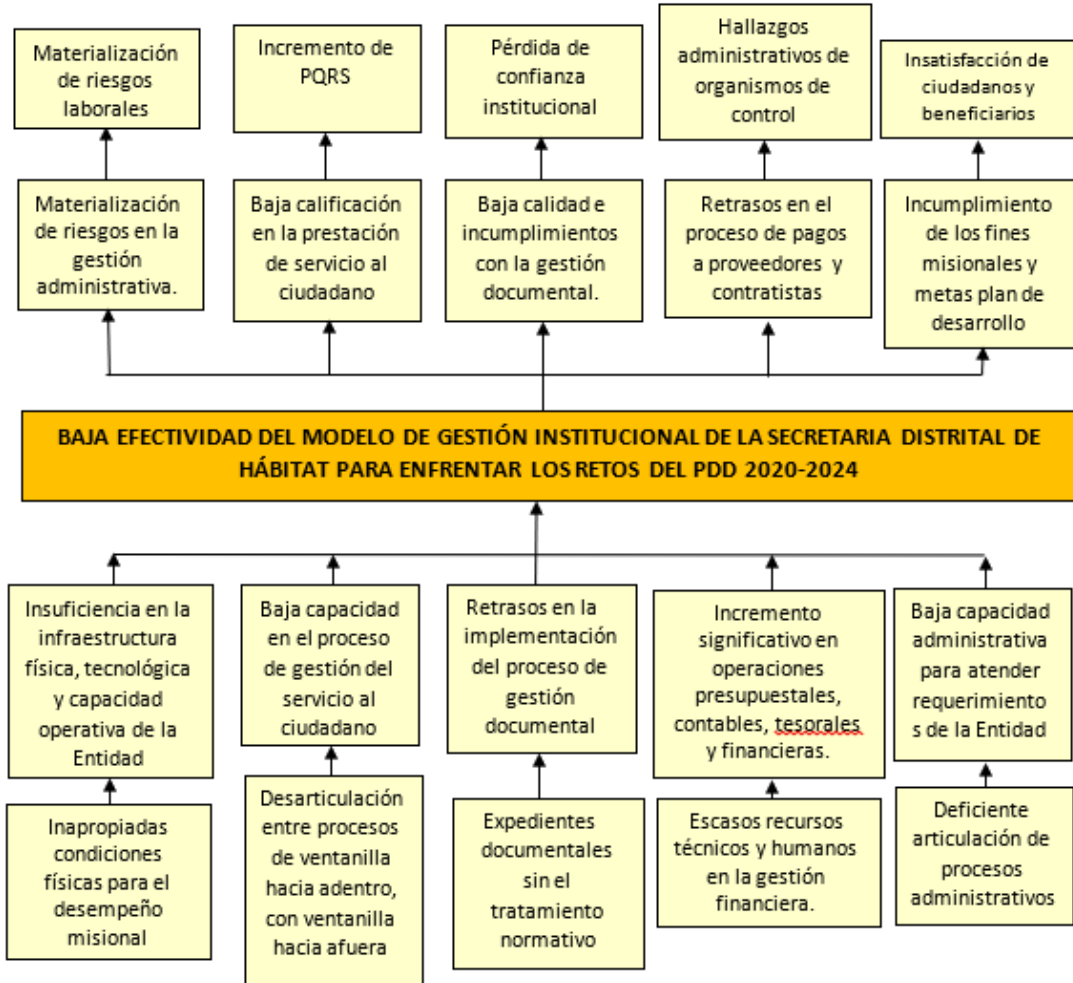 Materialización
de riesgos
laborales
Incremento de
PQRS
Pérdida de
confianza
institucional
Hallazgos
administrativos de
organismos de
control
Insatisfacción de
ciudadanos y
beneficiarios
Materialización
de riesgos en la
gestión
administrativa.
Baja calificación
en la prestación
de servicio al
ciudadano
Baja calidad e
incumplimientos
con la gestión
documental.
Retrasos en el
proceso de pagos
a proveedores y
contratistas
Incumplimiento
de los fines
misionales y
metas plan de
desarrollo
BAJA EFECTIVIDAD DEL MODELO DE GESTIÓN INSTITUCIONAL DE LA SECRETARIA DISTRITAL DE
HÁBITAT PARA ENFRENTAR LOS RETOS DEL PDD 2020-2024
Insuficiencia en la
infraestructura
física, tecnológica
y capacidad
operativa de la
Entidad
Baja capacidad
en el proceso
de gestión del
servicio al
ciudadano
Retrasos en la
implementación
del proceso de
gestión
documental
Incremento
significativo en
operaciones
presupuestales,
contables, tesorales
y financieras.
Baja capacidad
administrativa
para atender
requerimiento
s de la Entidad
Inapropiadas
condiciones
físicas para el
desempeño
misional
Desarticulación
entre procesos
de ventanilla
hacia adentro,
con ventanilla
hacia afuera
Expedientes
documentales
sin el
tratamiento
normativo
Escasos recursos
técnicos y humanos
en la gestión
financiera.
Deficiente
articulación de
procesos
administrativos